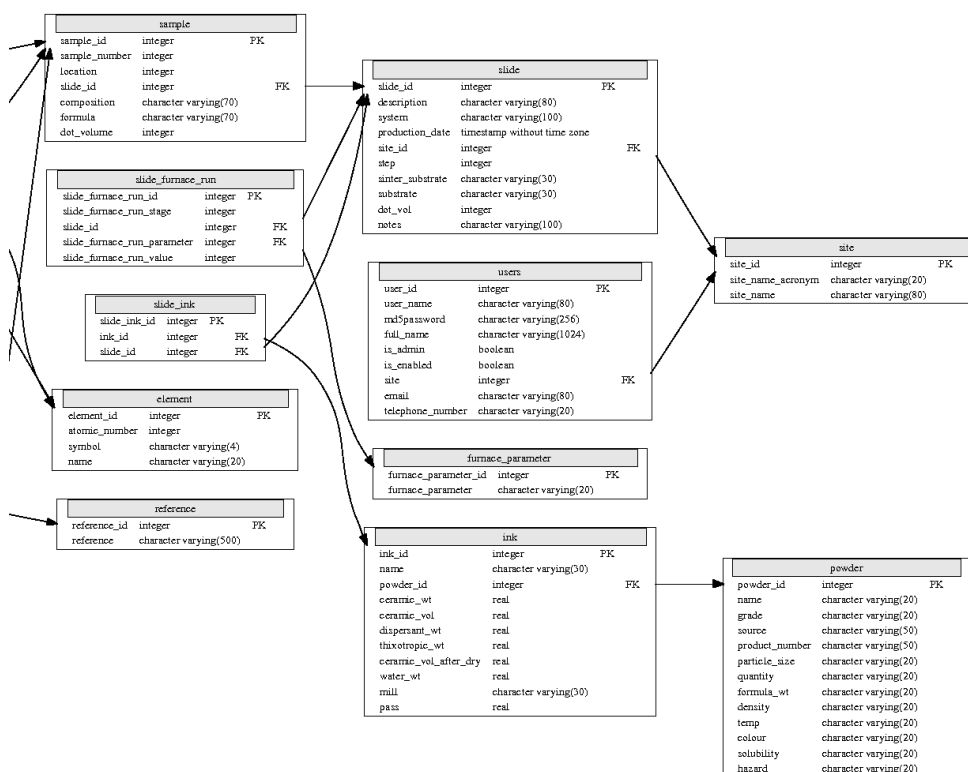 sample
sample_id integer PK
sample_number integer
location integer
slide_id integer FK
composition character varying(70)
formula character varying(70)
dot_volume integer
slide_furnace_run
slide_furnace_run_id integer PK
slide_furnace_run_stage integer
slide_id integer FK
slide_furnace_run_parameter integer FK
slide_furnace_run_value integer
slide_ink
slide_ink_id integer PK
ink_id integer FK
slide_id integer FK
element
element_id integer PK
atomic_number integer
symbol character varying(4)
name character varying(20)
reference
reference_id integer PK
reference character varying(500)
slide
slide_id integer PK
description character varying(80)
system character varying(100)
production_date timestamp without time zone
site_id integer FK
step integer
sinter_substrate character varying(30)
substrate character varying(30)
dot_vol integer
notes character varying(100)
users
user_id integer PK
user_name character varying(80)
md5password character varying(256)
full_name character varying(1024)
is_admin boolean
is_enabled boolean
site integer FK
email character varying(80)
telephone_number character varying(20)
furnace_parameter
furnace_parameter_id integer PK
furnace_parameter character varying(20)
ink
ink_id integer PK
name character varying(30)
powder_id integer FK
ceramic_wt real
ceramic_vol real
dispersant_wt real
thixotropic_wt real
ceramic_vol_after_dry real
water_wt real
mill character varying(30)
pass real
site
site_id integer PK
site_name_acronym character varying(20)
site_name character varying(80)
powder
powder_id integer PK
name character varying(20)
grade character varying(20)
source character varying(50)
product_number character varying(50)
particle_size character varying(20)
quantity character varying(20)
formula_wt character varying(20)
density character varying(20)
temp character varying(20)
colour character varying(20)
solubility character varying(20)
hazard character varying(20)